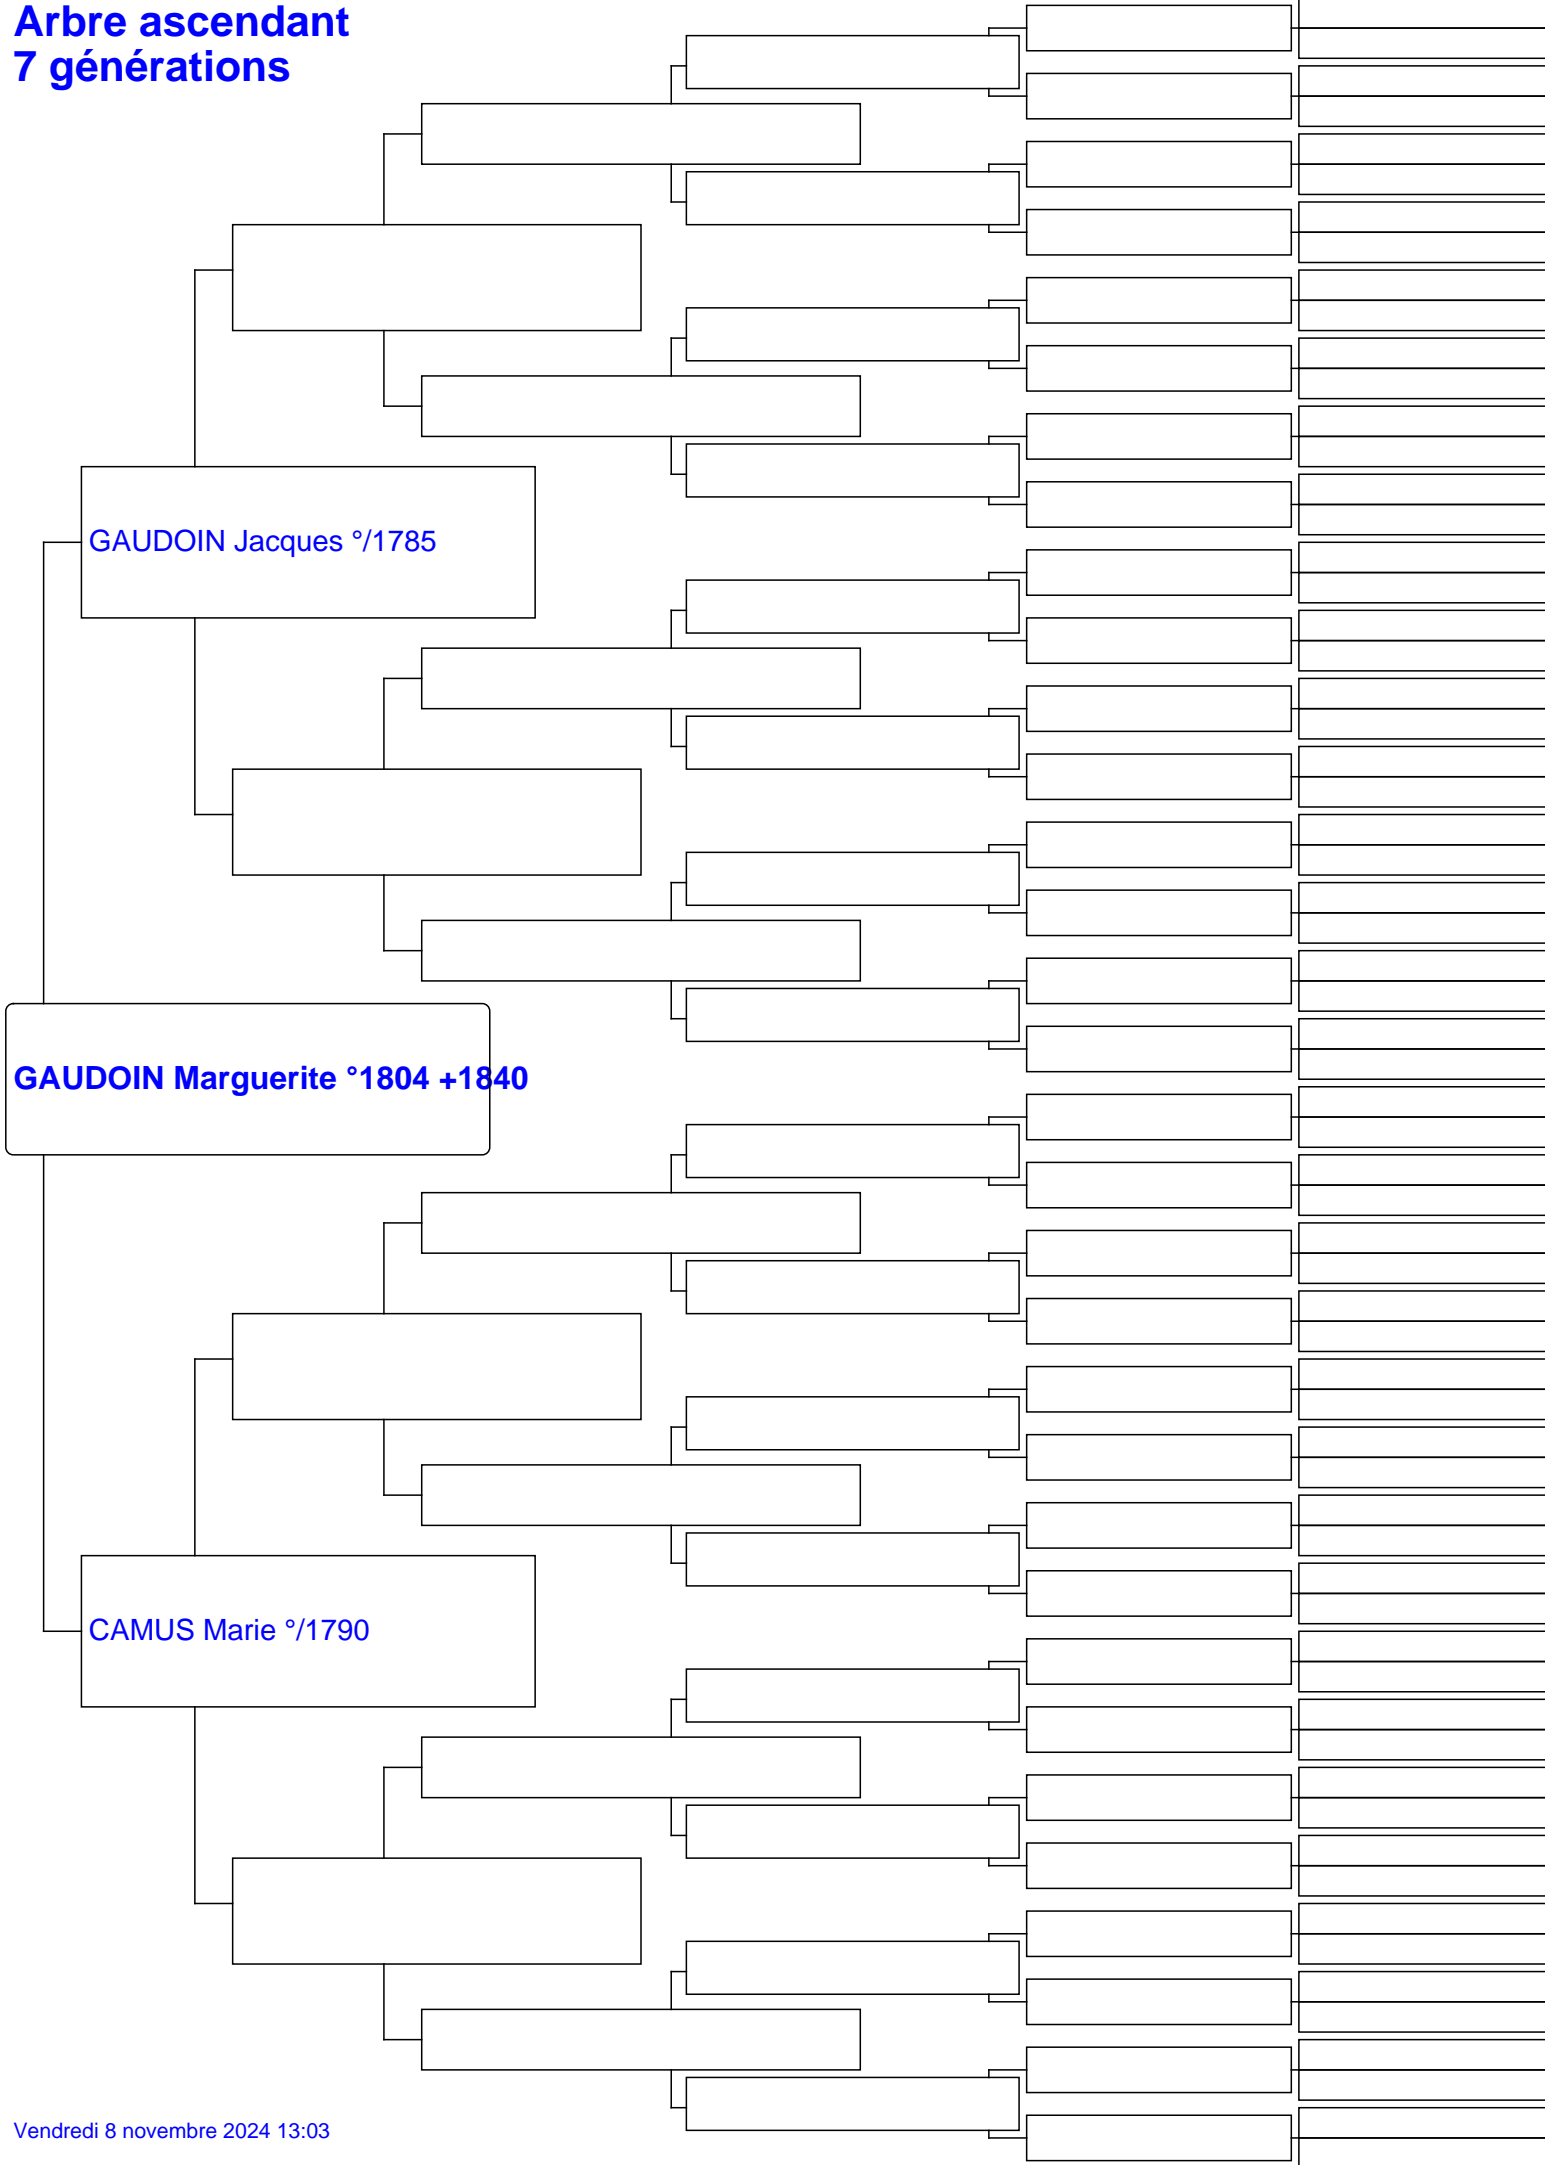 Arbre ascendant
7 générations
GAUDOIN Jacques °/1785
GAUDOIN Marguerite °1804 +1840
CAMUS Marie °/1790
Vendredi 8 novembre 2024 13:03